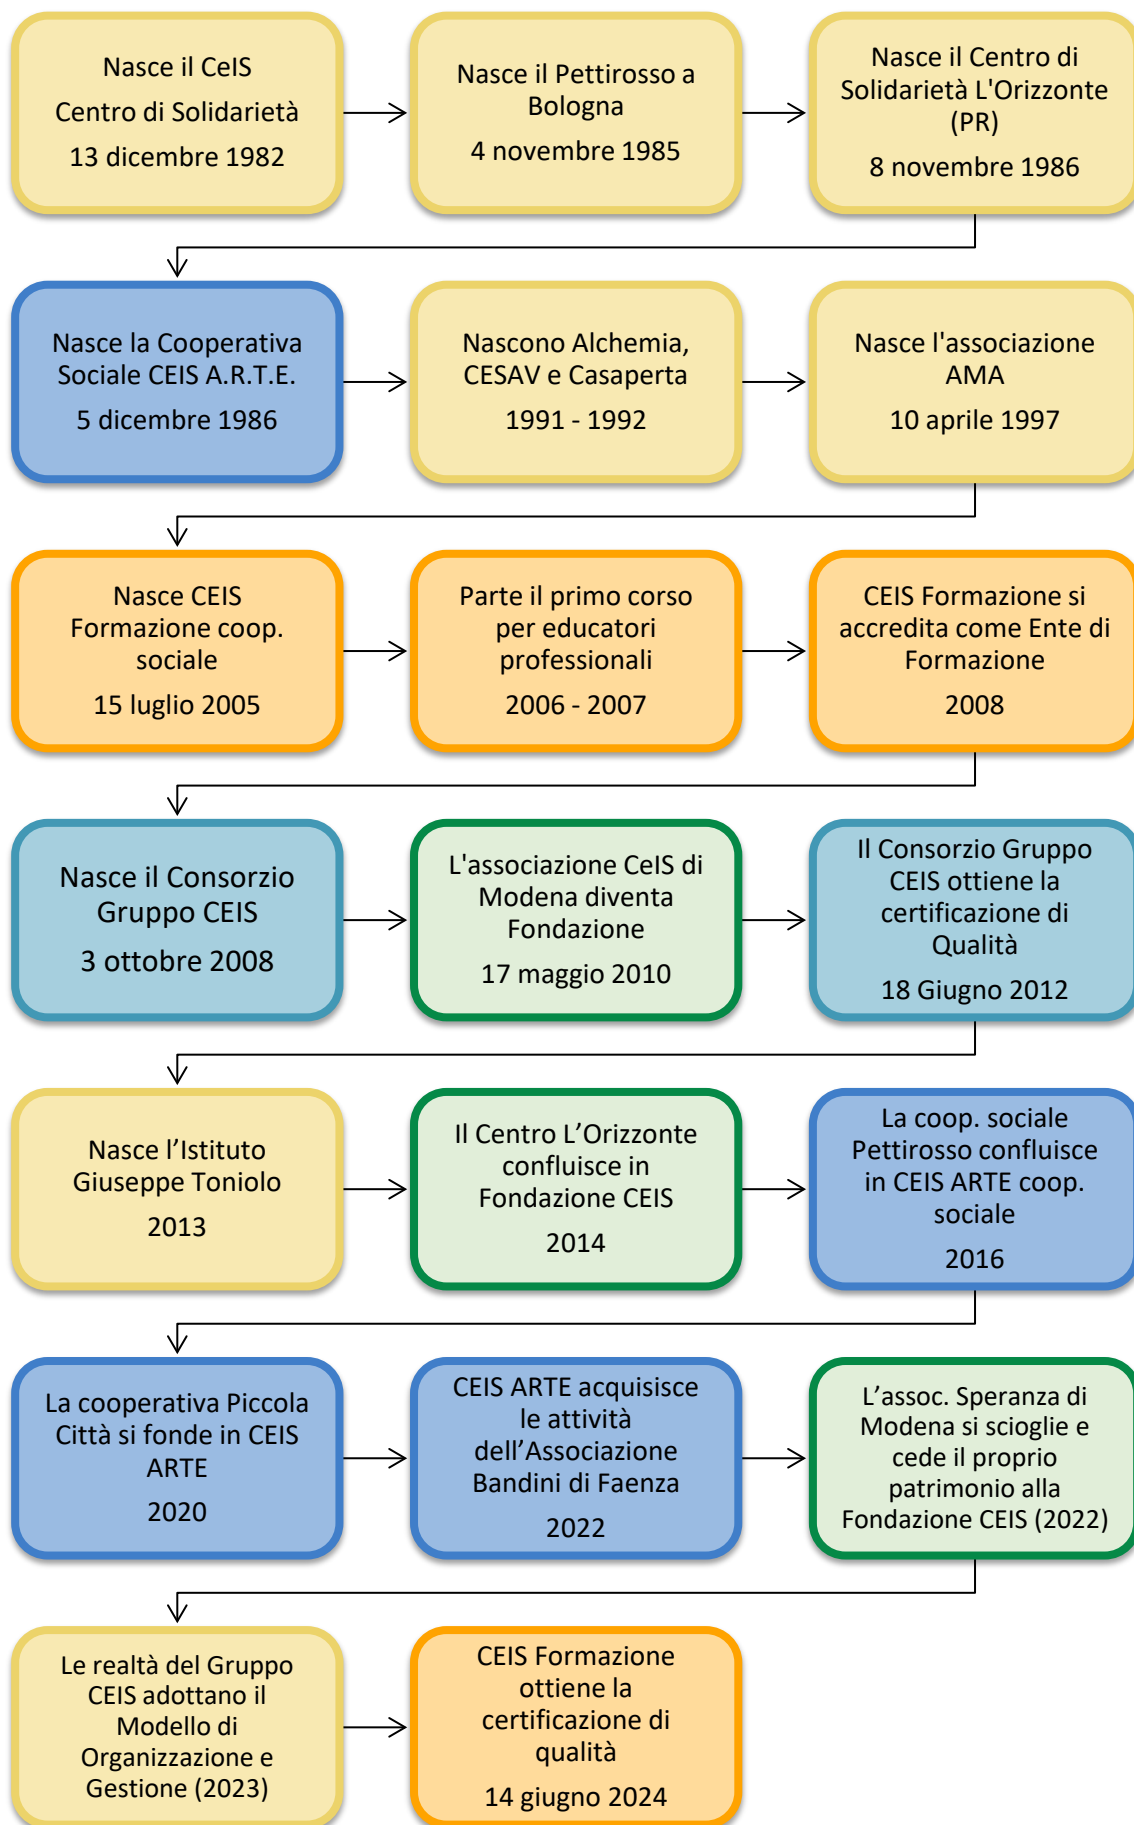 Nasce il CeIS
Centro di Solidarietà
13 dicembre 1982
Nasce il Pettirosso a
Bologna
4 novembre 1985
Nasce il Centro di
Solidarietà L'Orizzonte
(PR)
8 novembre 1986
Nasce la Cooperativa
Sociale CEIS A.R.T.E.
5 dicembre 1986
Nascono Alchemia,
CESAV e Casaperta
1991 - 1992
Nasce l'associazione
AMA
10 aprile 1997
Nasce CEIS
Formazione coop.
sociale
15 luglio 2005
Parte il primo corso
per educatori
professionali
2006 - 2007
CEIS Formazione si
accredita come Ente di
Formazione
2008
Nasce il Consorzio
Gruppo CEIS
3 ottobre 2008
L'associazione CeIS di
Modena diventa
Fondazione
17 maggio 2010
Il Consorzio Gruppo
CEIS ottiene la
certificazione di
Qualità
18 Giugno 2012
Nasce l’Istituto
Giuseppe Toniolo
2013
Il Centro L’Orizzonte
confluisce in
Fondazione CEIS
2014
La coop. sociale
Pettirosso confluisce
in CEIS ARTE coop.
sociale
2016
La cooperativa Piccola
Città si fonde in CEIS
ARTE
2020
CEIS ARTE acquisisce
le attività
dell’Associazione
Bandini di Faenza
2022
L’assoc. Speranza di
Modena si scioglie e
cede il proprio
patrimonio alla
Fondazione CEIS (2022)
Le realtà del Gruppo
CEIS adottano il
Modello di
Organizzazione e
Gestione (2023)
CEIS Formazione
ottiene la
certificazione di
qualità
14 giugno 2024